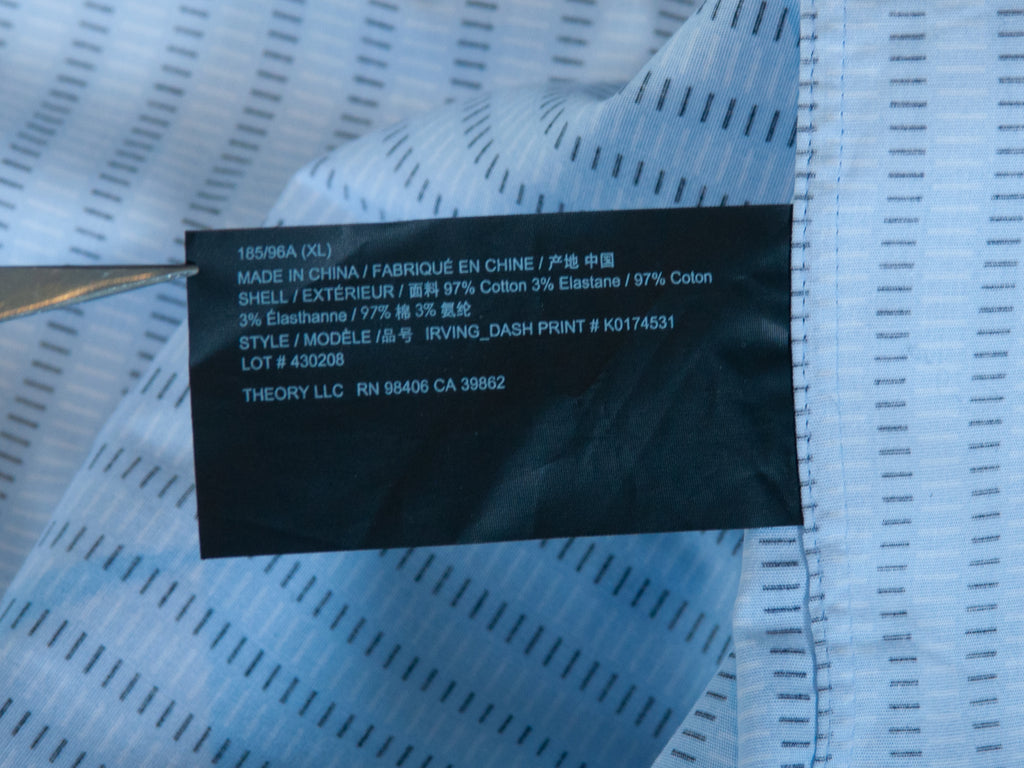 185/96A (XL)
MADE IN CHINA / FABRIQUÉ EN CHINE / 产地 中国
SHELL / EXTÉRIEUR / 面料 97% Cotton 3% Elastane / 97% Coton
3% Élasthanne / 97% 棉 3% 氨纶
STYLE / MODÈLE /品号 IRVING_DASH PRINT # K0174531
LOT # 430208
THEORY LLC RN 98406 CA 39862